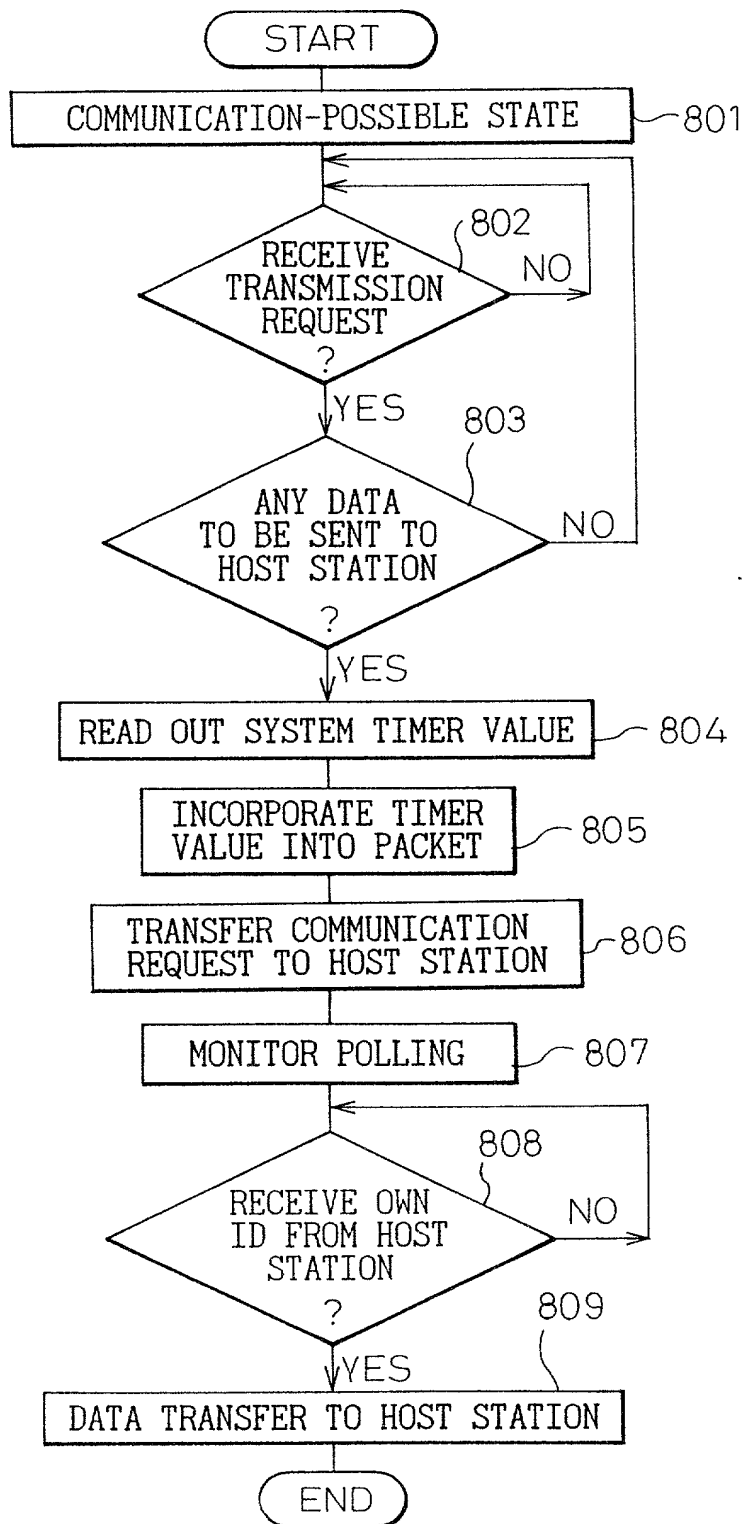 START
COMMUNICATION-POSSIBLE STATE
801
802
RECEIVE
TRANSMISSION
REQUEST
?
NO
YES
803
ANY DATA
TO BE SENT TO
HOST STATION
?
NO
YES
READ OUT SYSTEM TIMER VALUE
804
INCORPORATE TIMER
VALUE INTO PACKET
805
TRANSFER COMMUNICATION
REQUEST TO HOST STATION
806
MONITOR POLLING
807
808
RECEIVE OWN
ID FROM HOST
STATION
?
NO
YES
809
DATA TRANSFER TO HOST STATION
END